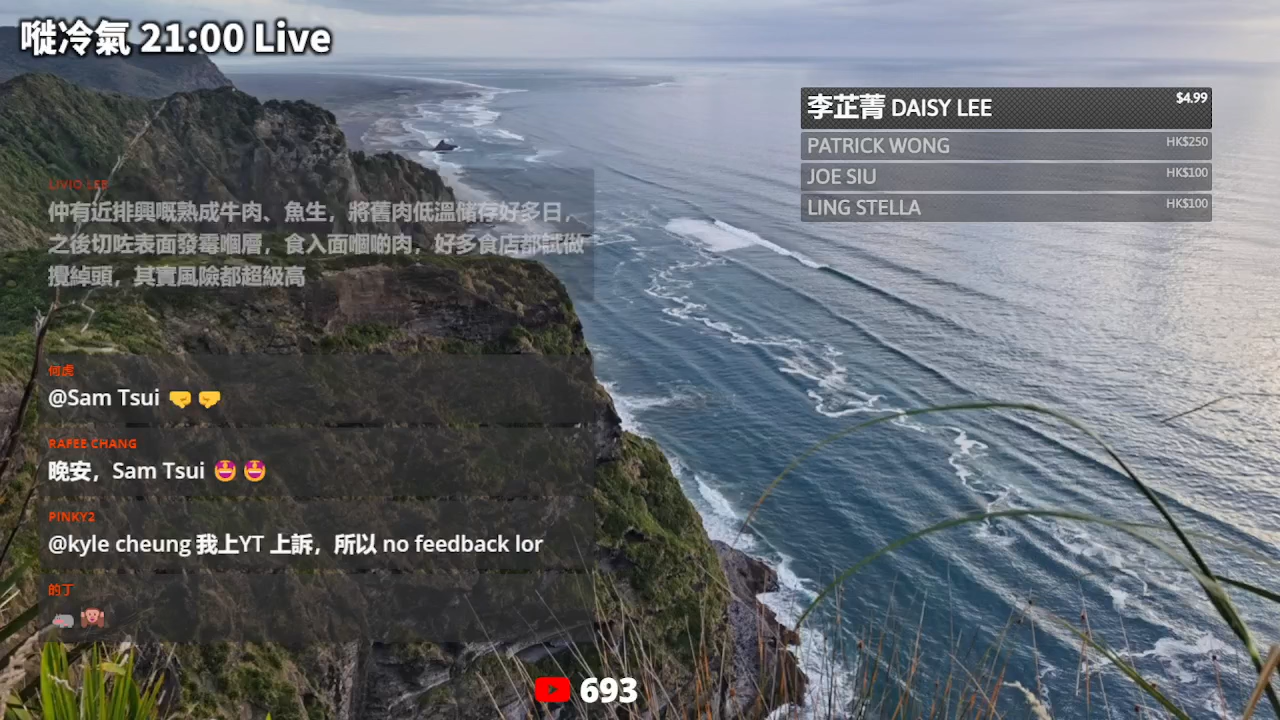 嘥冷氣 21:00 Live
李芷菁 DAISY LEE $4.99
PATRICK WONG HK$250
JOE SIU HK$100
LING STELLA HK$100
LIVIO LEE
仲有近排興嘅熟成牛肉、魚生，將舊肉低溫儲存好多日，
之後切咗表面發霉嗰層，食入面嗰啲肉，好多食店都試做
攪綽頭，其實風險都超級高
何虎
@Sam Tsui 🤜 🤛
RAFEE CHANG
晚安，Sam Tsui 🤩 🤩
PINKY2
@kyle cheung 我上YT 上訴，所以 no feedback lor
的丁
693